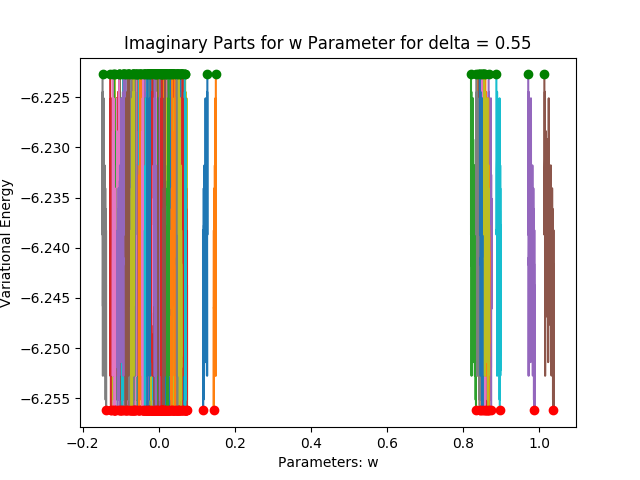 Imaginary Parts for w Parameter for delta = 0.55
Variational Energy
−6.225
−6.230
−6.235
−6.240
−6.245
−6.250
−6.255
−0.2 0.0 0.2 0.4 0.6 0.8 1.0
Parameters: w